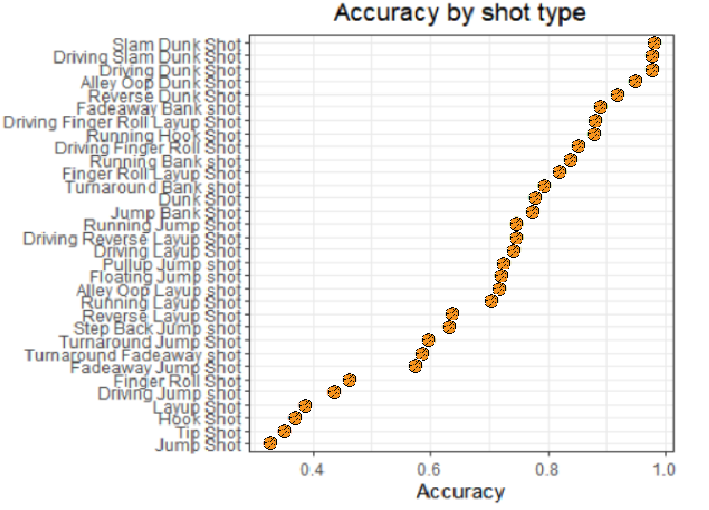 Accuracy by shot type
Slam Dunk Shot
Driving Slam Dunk Shot
Driving Dunk Shot
Alley Oop Dunk Shot
Reverse Dunk Shot
Fadeaway Bank shot
Driving Finger Roll Layup Shot
Running Hook Shot
Driving Finger Roll Shot
Running Bank shot
Finger Roll Layup Shot
Turnaround Bank shot
Dunk Shot
Jump Bank Shot
Running Jump Shot
Driving Reverse Layup Shot
Driving Layup Shot
Pullup Jump shot
Floating Jump shot
Alley Oop Layup shot
Running Layup Shot
Reverse Layup Shot
Step Back Jump shot
Turnaround Jump Shot
Turnaround Fadeaway shot
Fadeaway Jump Shot
Finger Roll Shot
Driving Jump shot
Layup Shot
Hook Shot
Tip Shot
Jump Shot
0.4 0.6 0.8 1.0
Accuracy